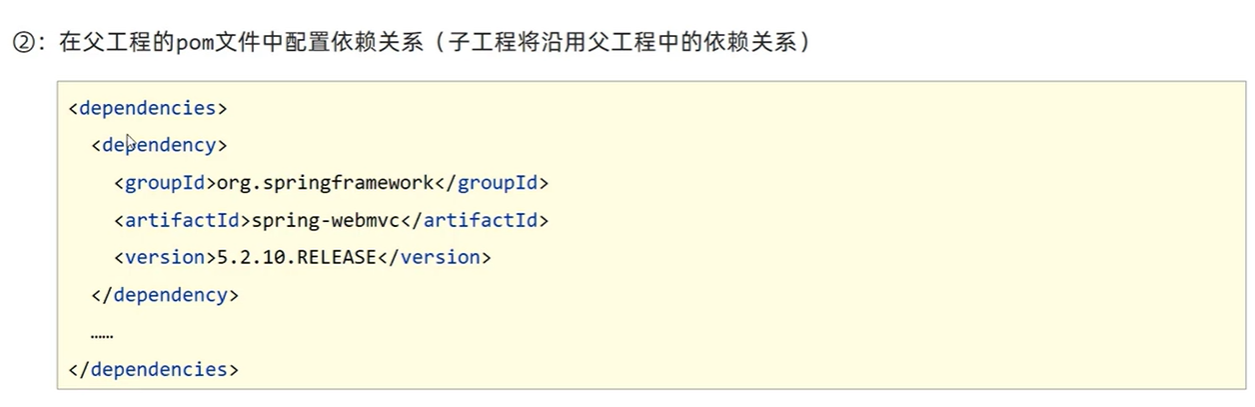 ②：在父工程的pom文件中配置依赖关系（子工程将沿用父工程中的依赖关系）
<dependencies>
<dependency>
<groupId>org.springframework</groupId>
<artifactId>spring-webmvc</artifactId>
<version>5.2.10.RELEASE</version>
</dependency>
……
</dependencies>